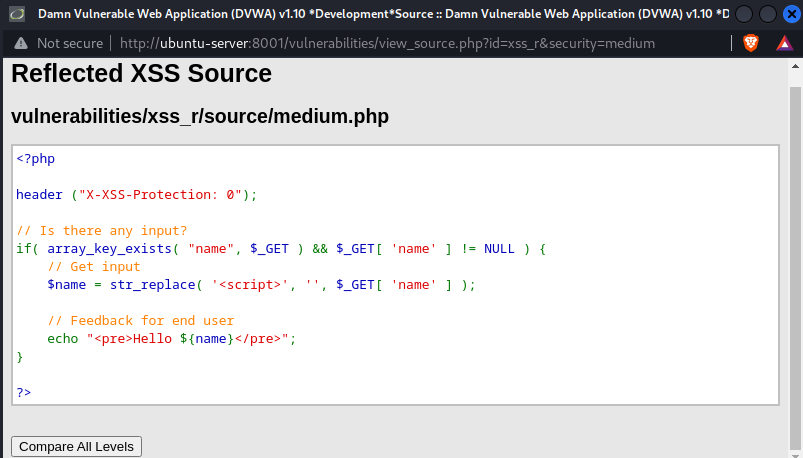 Damn Vulnerable Web Application (DVWA) v1.10 *Development*Source :: Damn Vulnerable Web Application (DVWA) v1.10 *D
Not secure http://ubuntu-server:8001/vulnerabilities/view_source.php?id=xss_r&security=medium
Reflected XSS Source
vulnerabilities/xss_r/source/medium.php
<?php
header ("X-XSS-Protection: 0");
// Is there any input?
if( array_key_exists( "name", $_GET ) && $_GET[ 'name' ] != NULL ) {
    // Get input
    $name = str_replace( '<script>', '', $_GET[ 'name' ] );
    // Feedback for end user
    echo "<pre>Hello ${name}</pre>";
}
?>
Compare All Levels